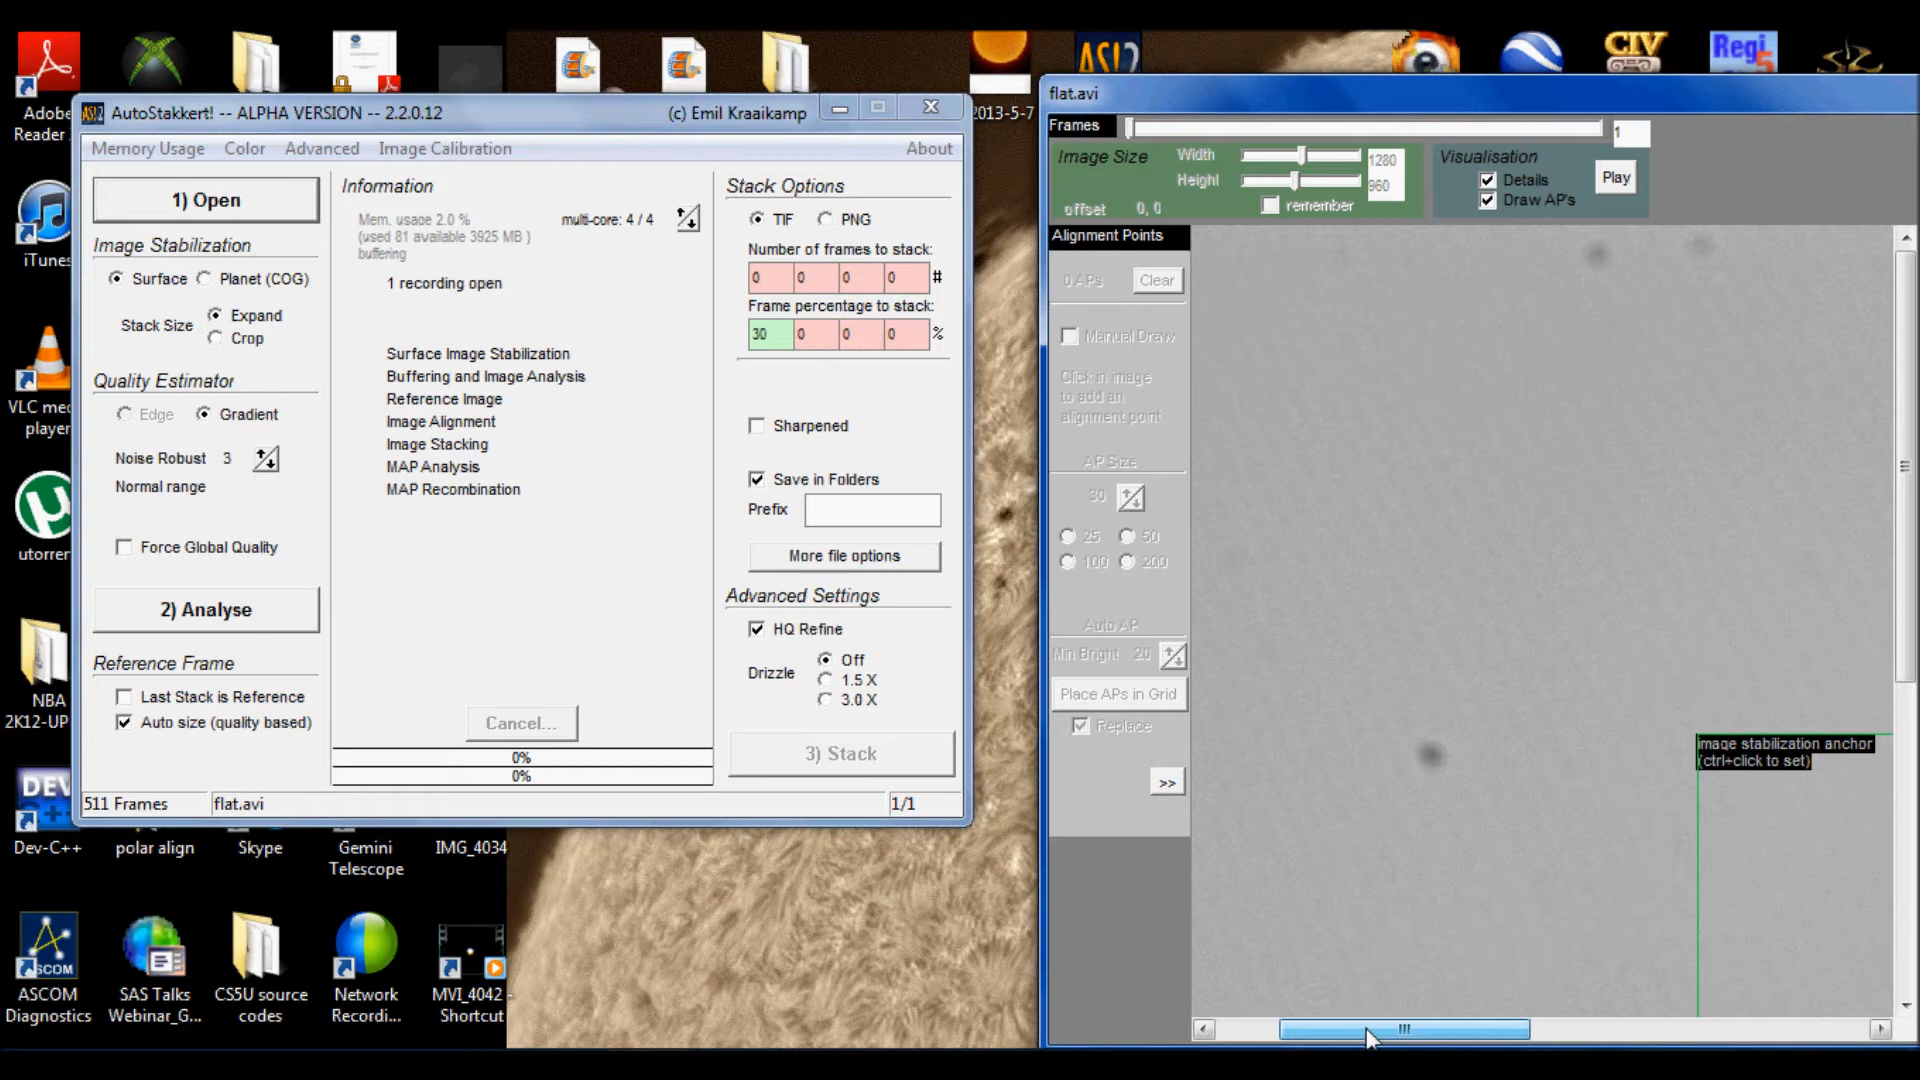 Adobe
Reader
iTunes
VLC me
player
utorren
NBA
2K12-UP
Dev-C++
polar align
Skype
Gemini
Telescope
IMG_4034
ASCOM
ASCOM
Diagnostics
SAS Talks
Webinar_G...
CS5U source
codes
Network
Recordi...
MVI_4042 -
Shortcut
2013-5-7
CIV
Regi
5
AutoStakkert! -- ALPHA VERSION -- 2.2.0.12
(c) Emil Kraaikamp
Memory Usage
Color
Advanced
Image Calibration
About
1) Open
Image Stabilization
Surface
Planet (COG)
Stack Size
Expand
Crop
Quality Estimator
Edge
Gradient
Noise Robust 3
Normal range
Force Global Quality
2) Analyse
Reference Frame
Last Stack is Reference
Auto size (quality based)
Information
Mem. usage 2.0 %
(used 81 available 3925 MB )
buffering
multi-core: 4 / 4
1 recording open
Surface Image Stabilization
Buffering and Image Analysis
Reference Image
Image Alignment
Image Stacking
MAP Analysis
MAP Recombination
Cancel...
0%
0%
Stack Options
TIF
PNG
Number of frames to stack:
0 0 0 0 #
Frame percentage to stack:
30 0 0 0 %
Sharpened
Save in Folders
Prefix
More file options
Advanced Settings
HQ Refine
Drizzle
Off
1.5 X
3.0 X
3) Stack
511 Frames
flat.avi
1/1
flat.avi
Frames
1
Image Size
Width
1280
Height
960
offset 0, 0
remember
Visualisation
Details
Draw AP's
Play
Alignment Points
0 APs
Clear
Manual Draw
Click in image
to add an
alignment point
AP Size
30
25
50
100
200
Auto AP
Min Bright 20
Place APs in Grid
Replace
>>
image stabilization anchor
(ctrl+click to set)